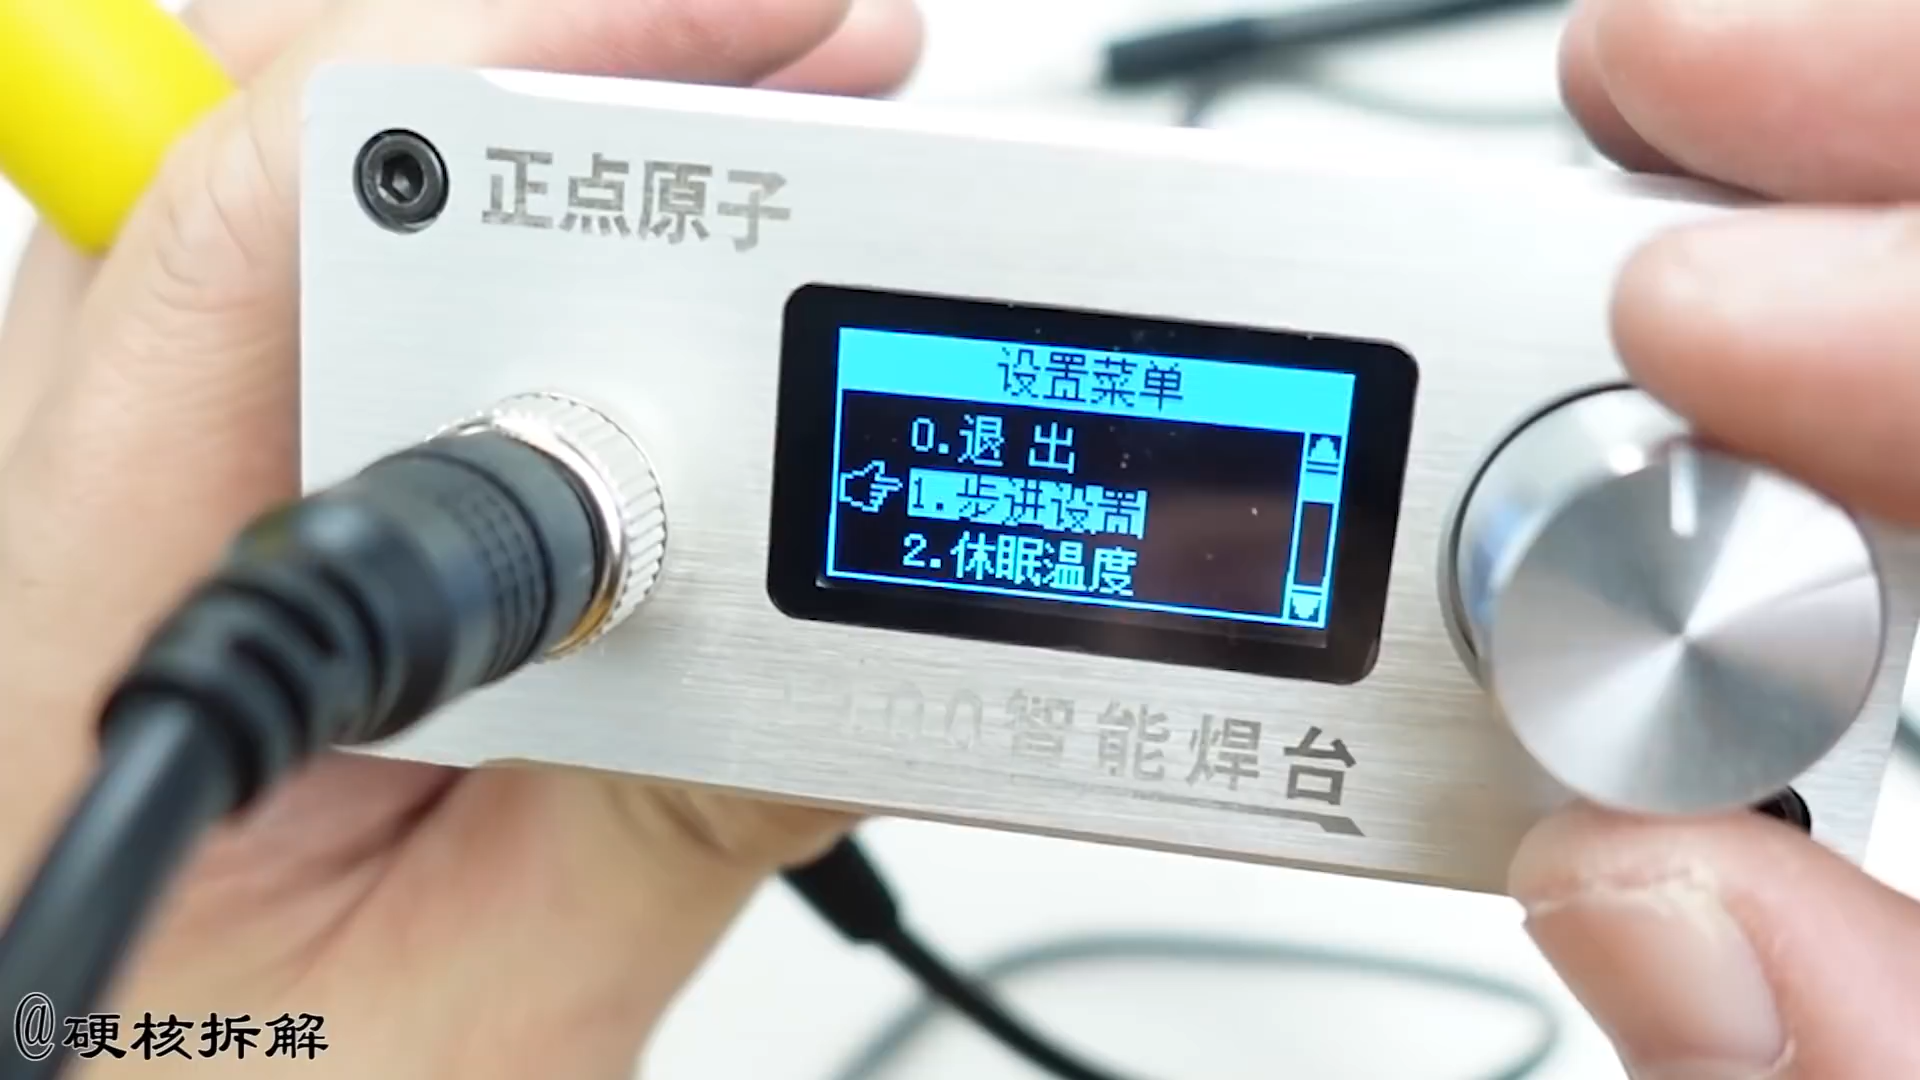 正点原子
设置菜单
0.退 出
1.步进设置
2.休眠温度
智能焊台
@硬核拆解